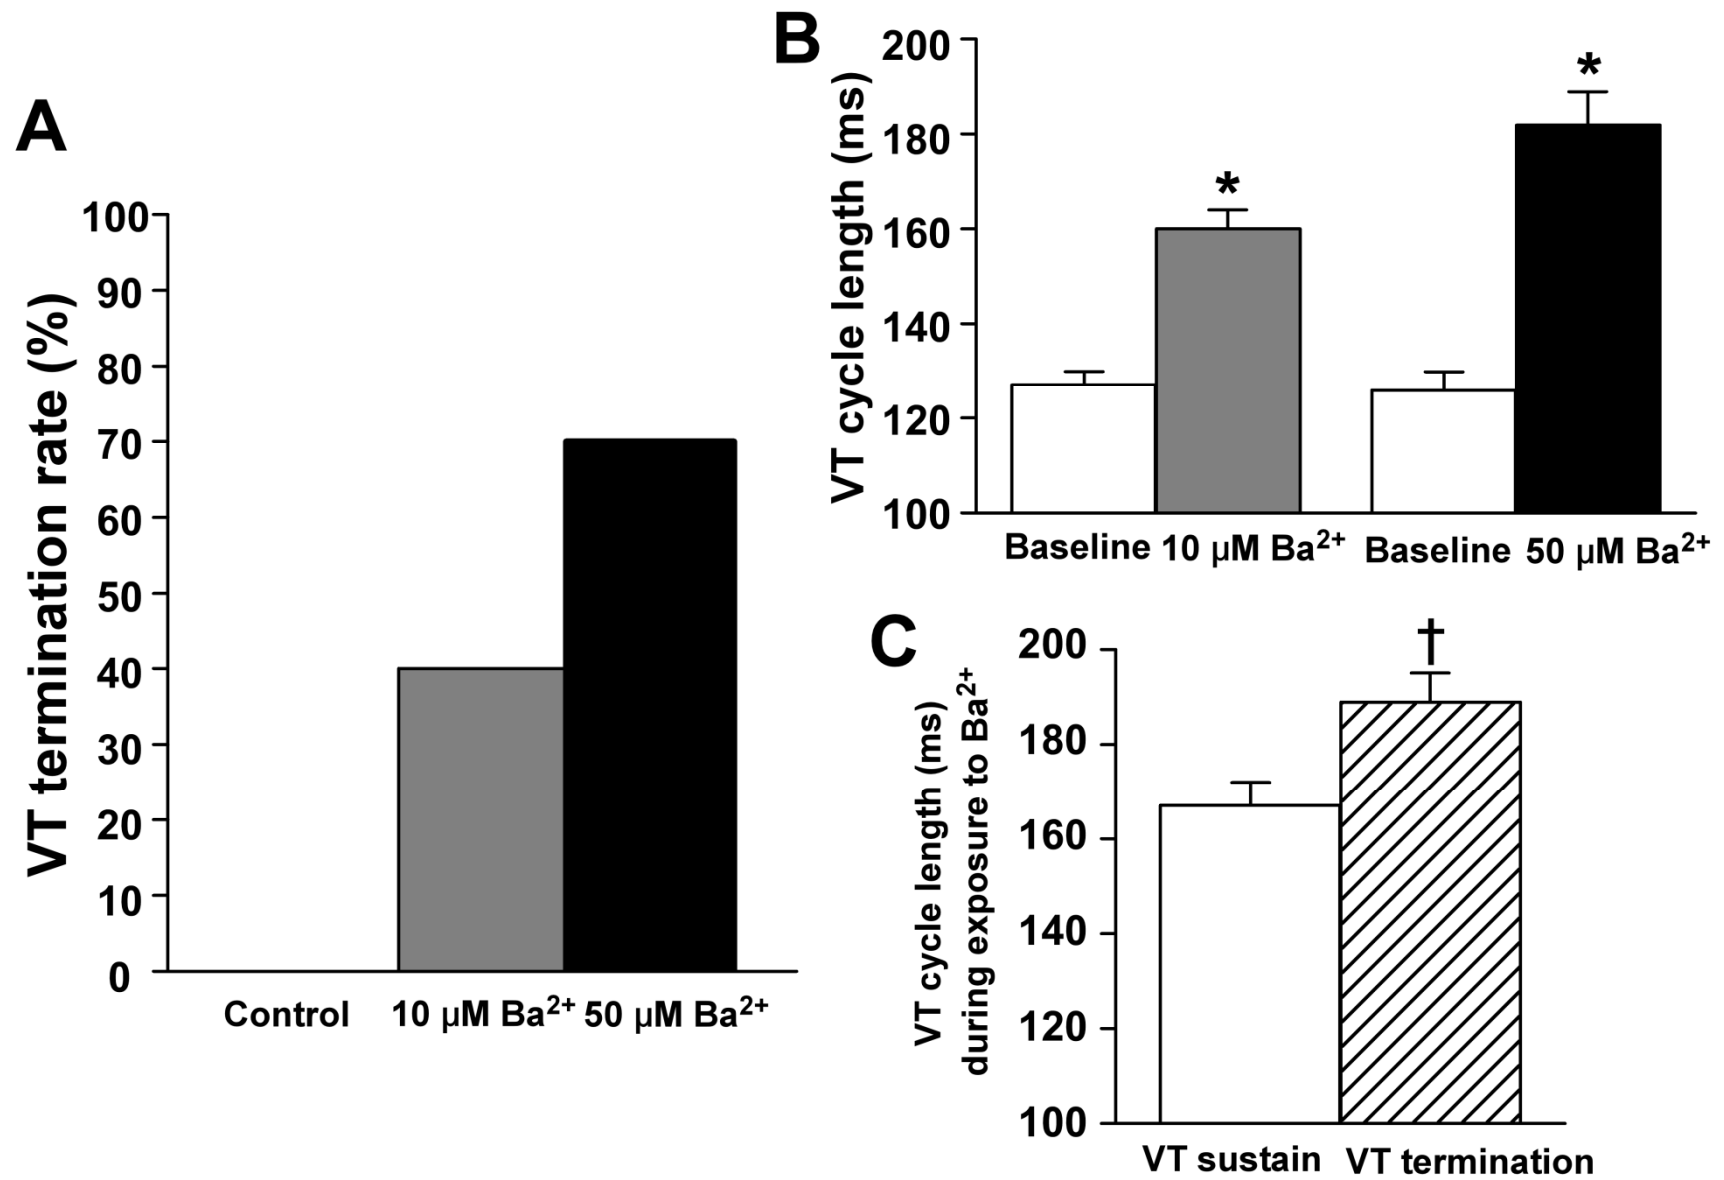 A
VT termination rate (%)
100
90
80
70
60
50
40
30
20
10
0
Control 10 µM Ba²⁺ 50 µM Ba²⁺
B
VT cycle length (ms)
200
180
160
140
120
100
*
*
Baseline 10 µM Ba²⁺ Baseline 50 µM Ba²⁺
C
VT cycle length (ms)
during exposure to Ba²⁺
200
180
160
140
120
100
†
VT sustain VT termination